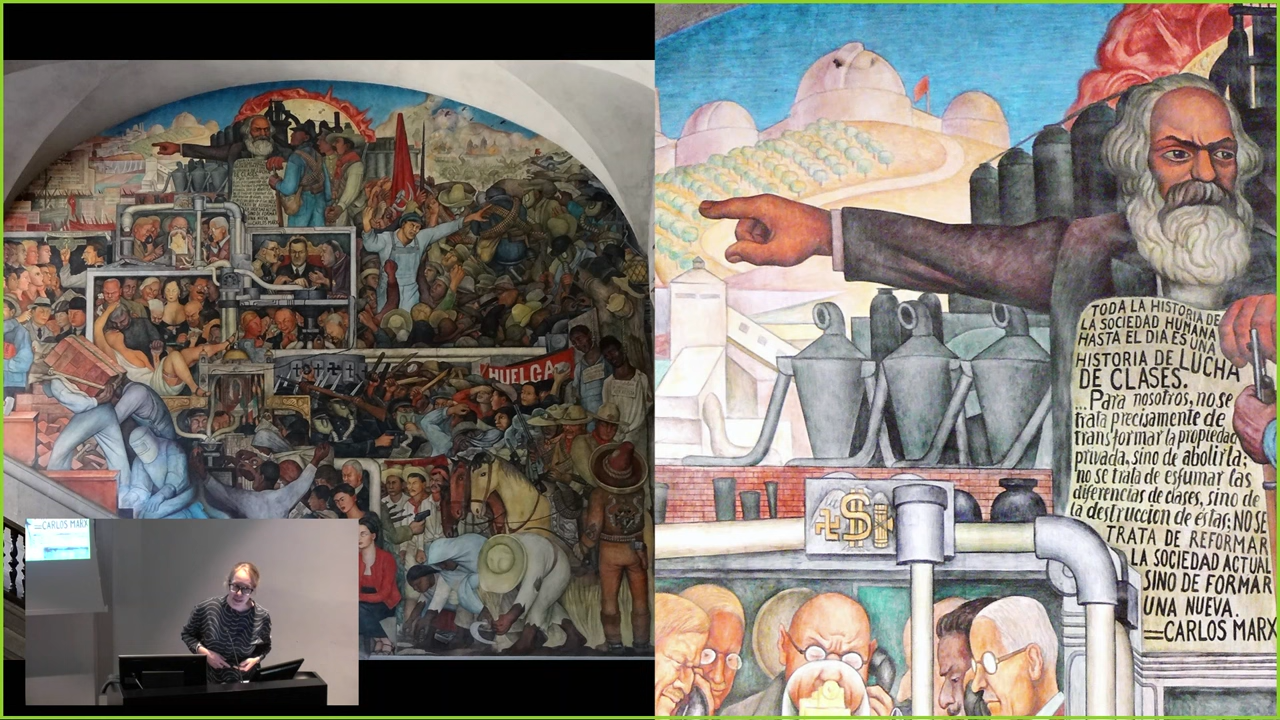 HUELGA
=CARLOS MARX
TODA LA HISTORIA DE
LA SOCIEDAD HUMANA
HASTA EL DIA ES UNA
HISTORIA DE LUCHA
DE CLASES.
...Para nosotros, no se
trata precisamente de
transformar la propiedad
privada, sino de abolirla;
no se trata de esfumar las
diferencias de clases, sino de
la destruccion de éstas; NO SE
TRATA DE REFORMAR
LA SOCIEDAD ACTUAL
SINO DE FORMAR
UNA NUEVA.
=CARLOS MARX
$